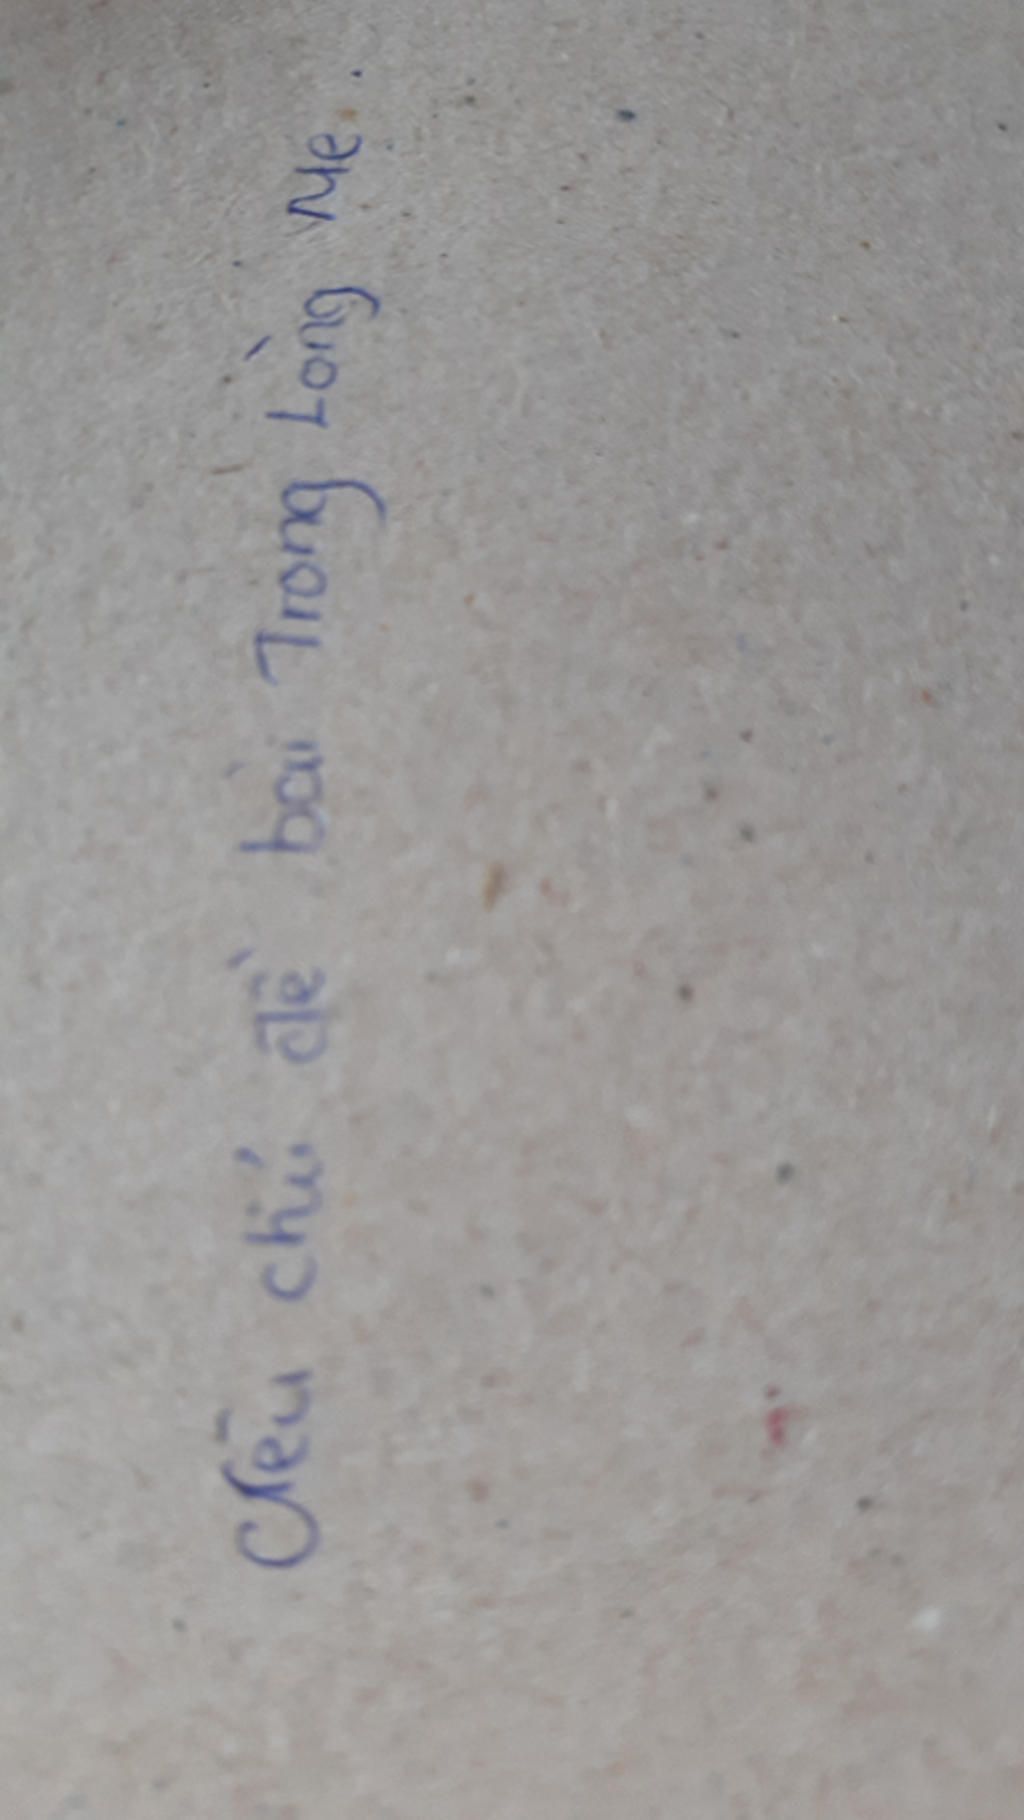 Nêu chủ đề bài Trong Lòng Mẹ.